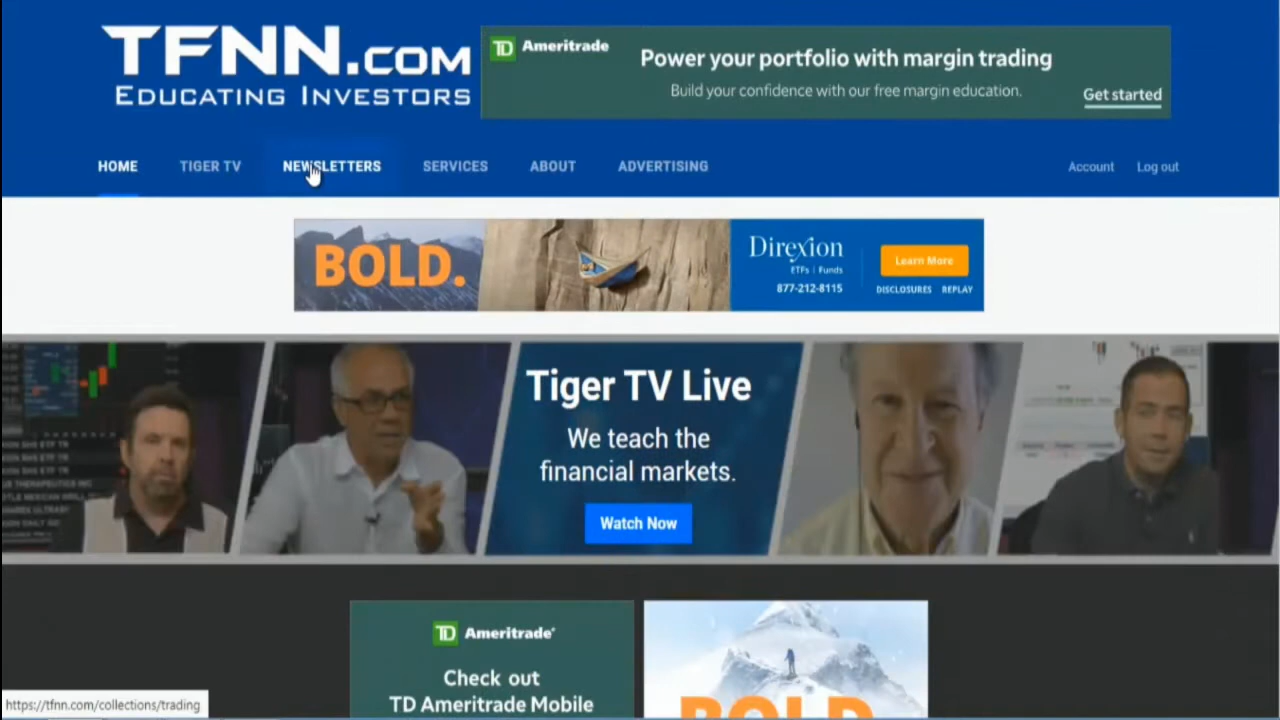 TFNN.COM
EDUCATING INVESTORS
TD Ameritrade
Power your portfolio with margin trading
Build your confidence with our free margin education.
Get started
HOME
TIGER TV
NEWSLETTERS
SERVICES
ABOUT
ADVERTISING
Account
Log out
BOLD.
Direxion
ETFs | Funds
877-212-8115
Learn More
DISCLOSURES
REPLAY
Tiger TV Live
We teach the
financial markets.
Watch Now
TD Ameritrade
Check out
TD Ameritrade Mobile
BOLD
https://tfnn.com/collections/trading